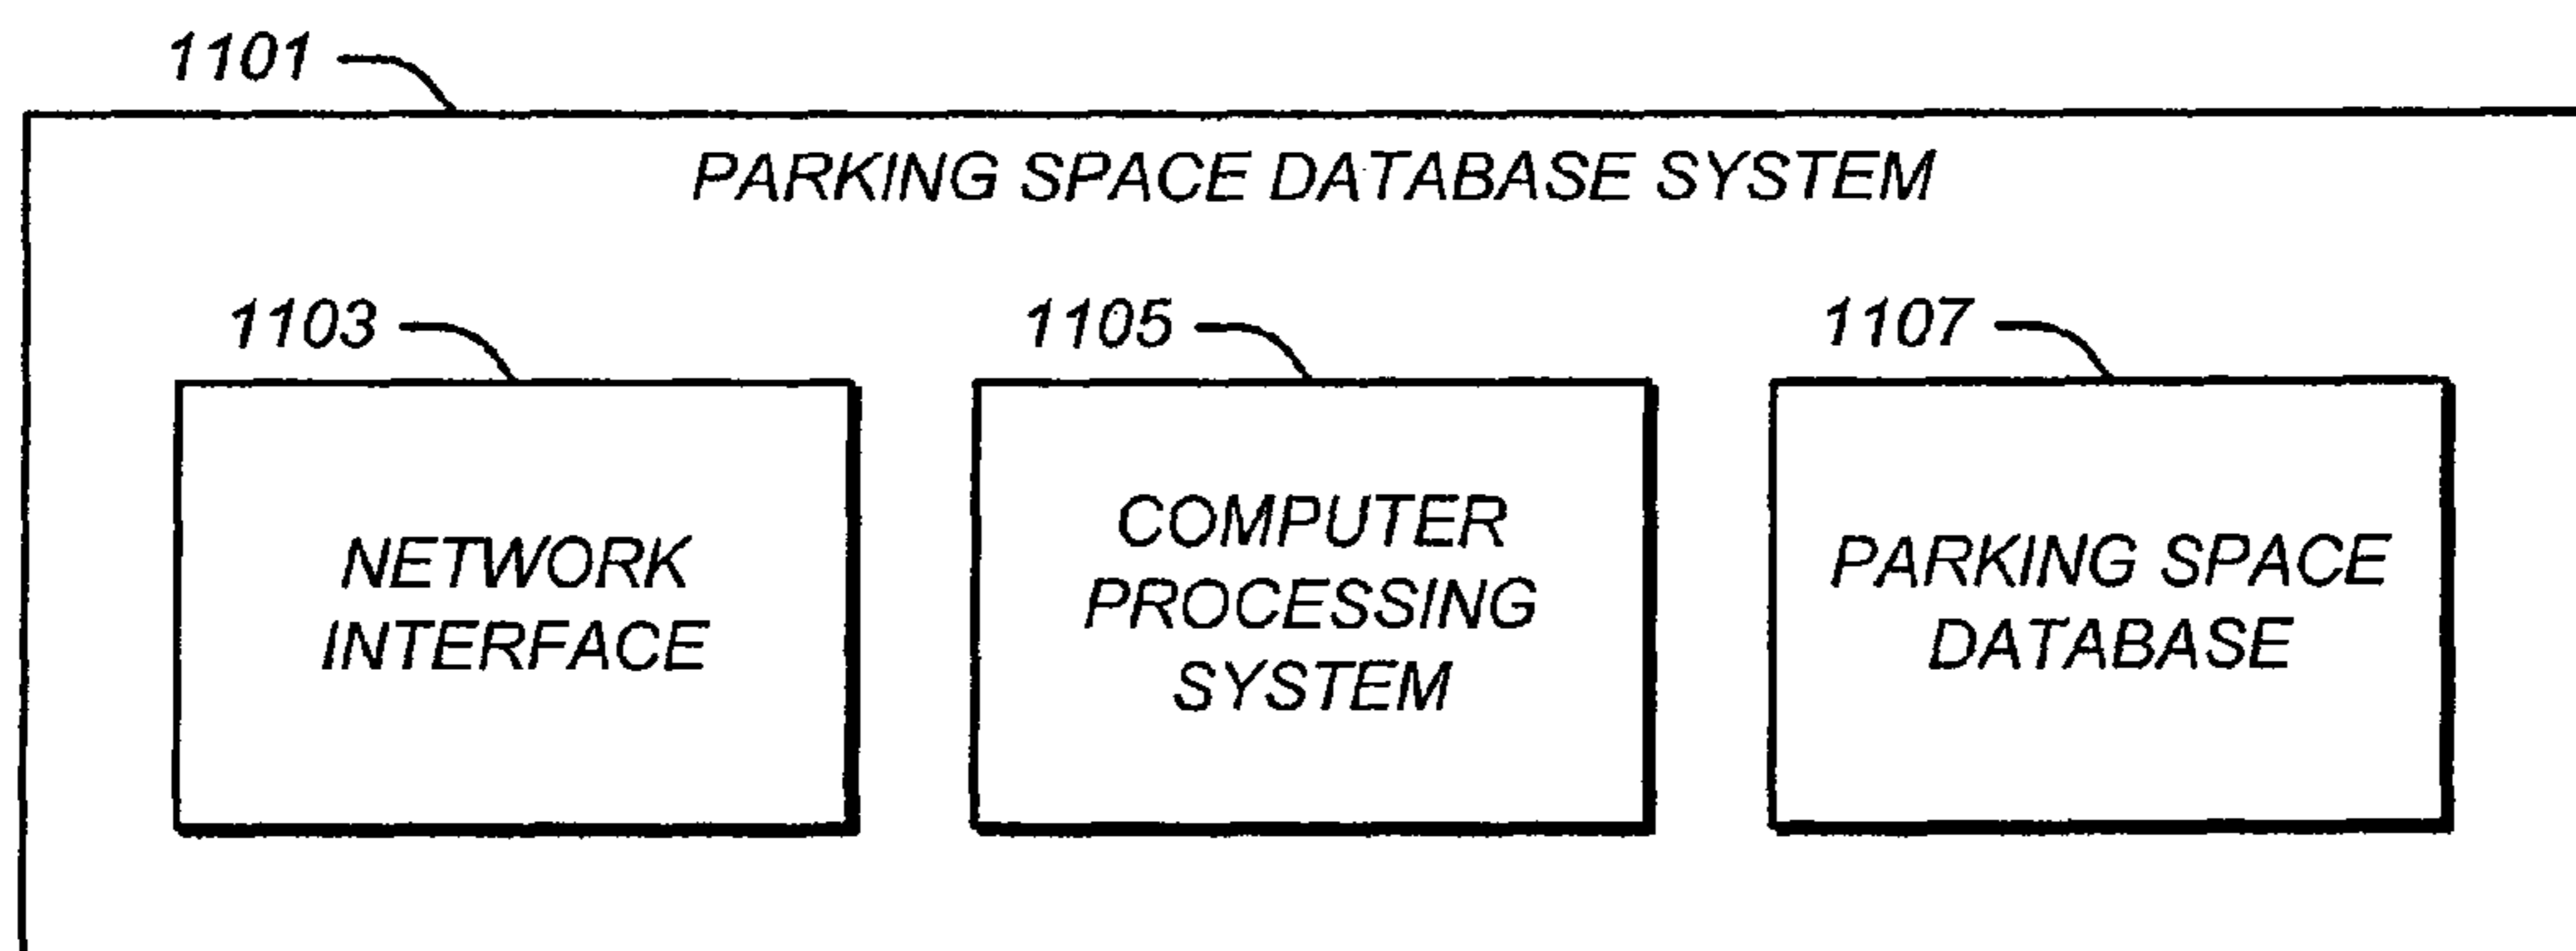 1101
PARKING SPACE DATABASE SYSTEM
1103
1105
1107
NETWORK
INTERFACE
COMPUTER
PROCESSING
SYSTEM
PARKING SPACE
DATABASE